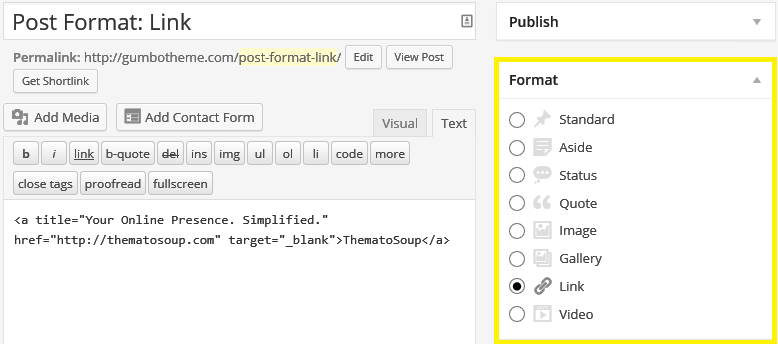 Post Format: Link
Permalink: http://gumbotheme.com/post-format-link/ Edit View Post
Get Shortlink
Add Media Add Contact Form Visual Text
b i link b-quote del ins img ul ol li code more
close tags proofread fullscreen
<a title="Your Online Presence. Simplified."
href="http://thematosoup.com" target="_blank">ThematoSoup</a>
Publish
Format
Standard
Aside
Status
Quote
Image
Gallery
Link
Video